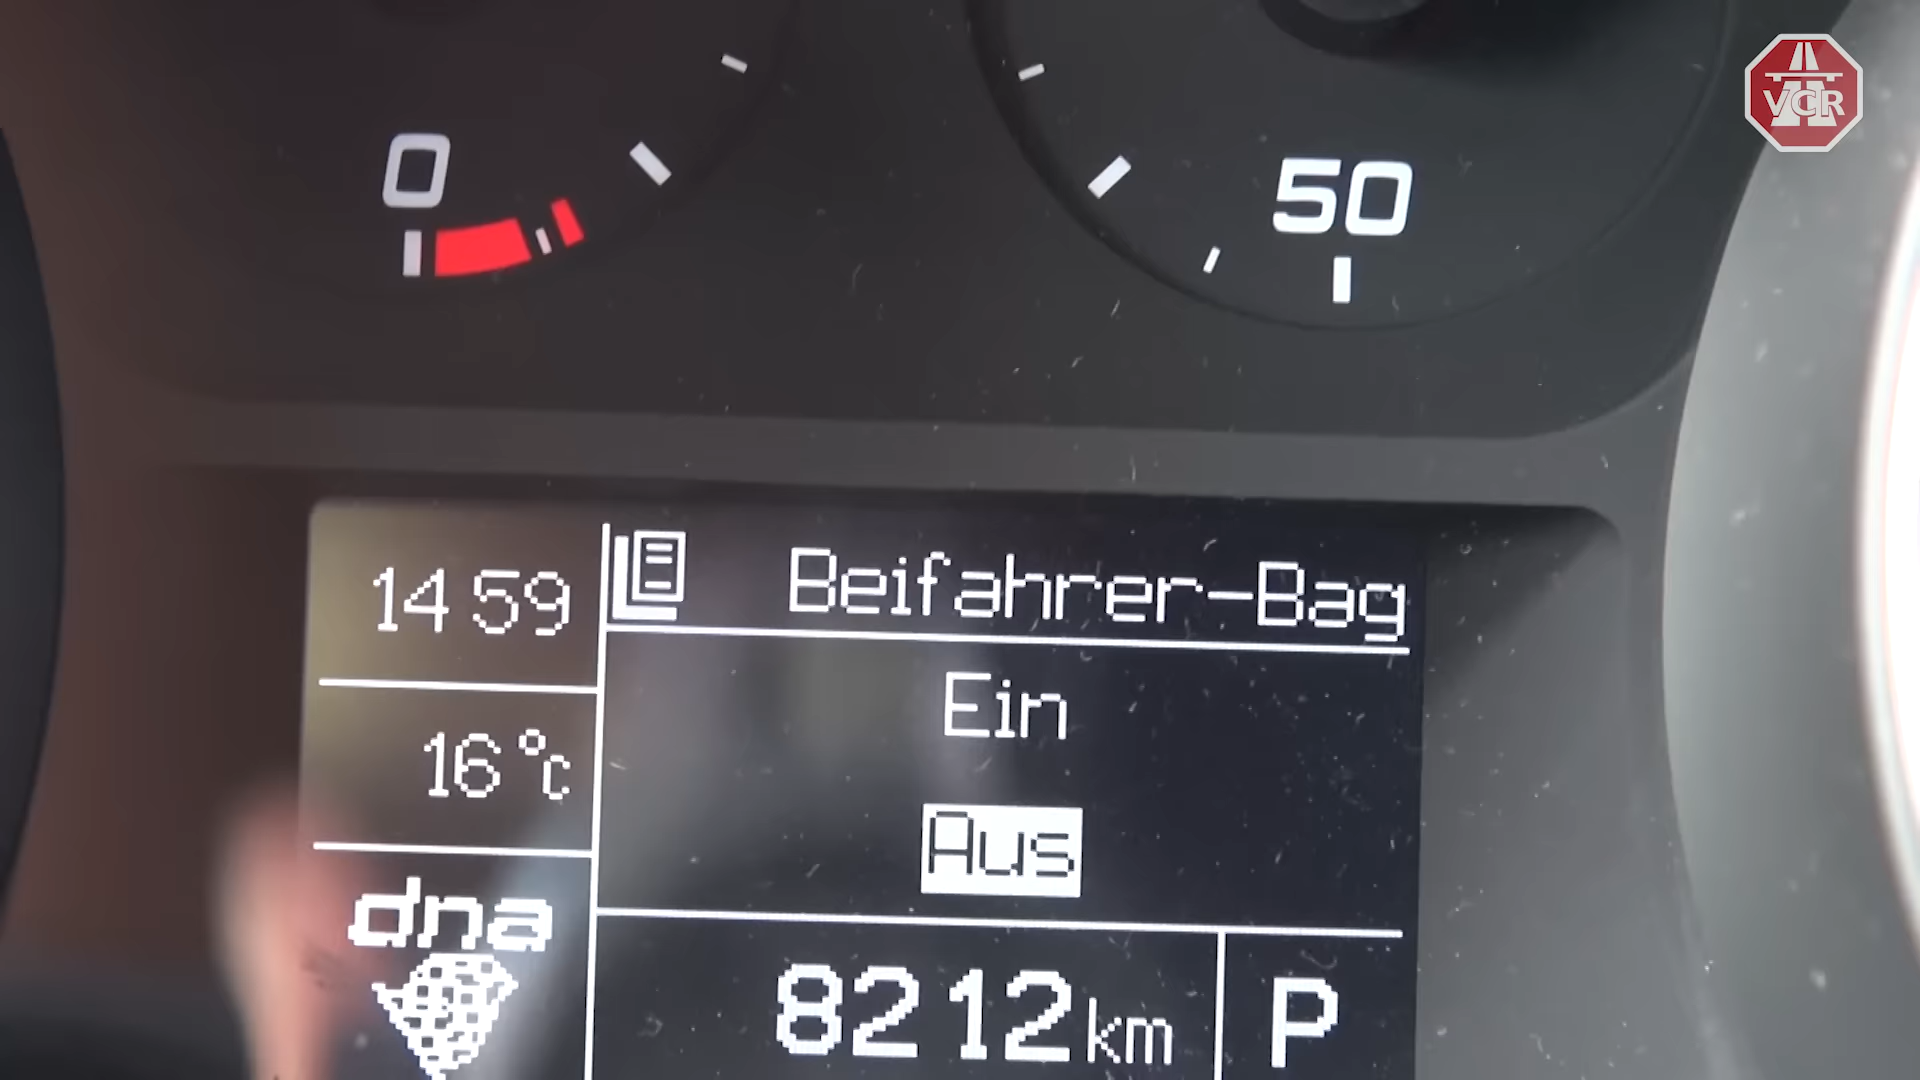 VCR
0
50
14 59
Beifahrer-Bag
Ein
16°C
Aus
dna
8212 km
P